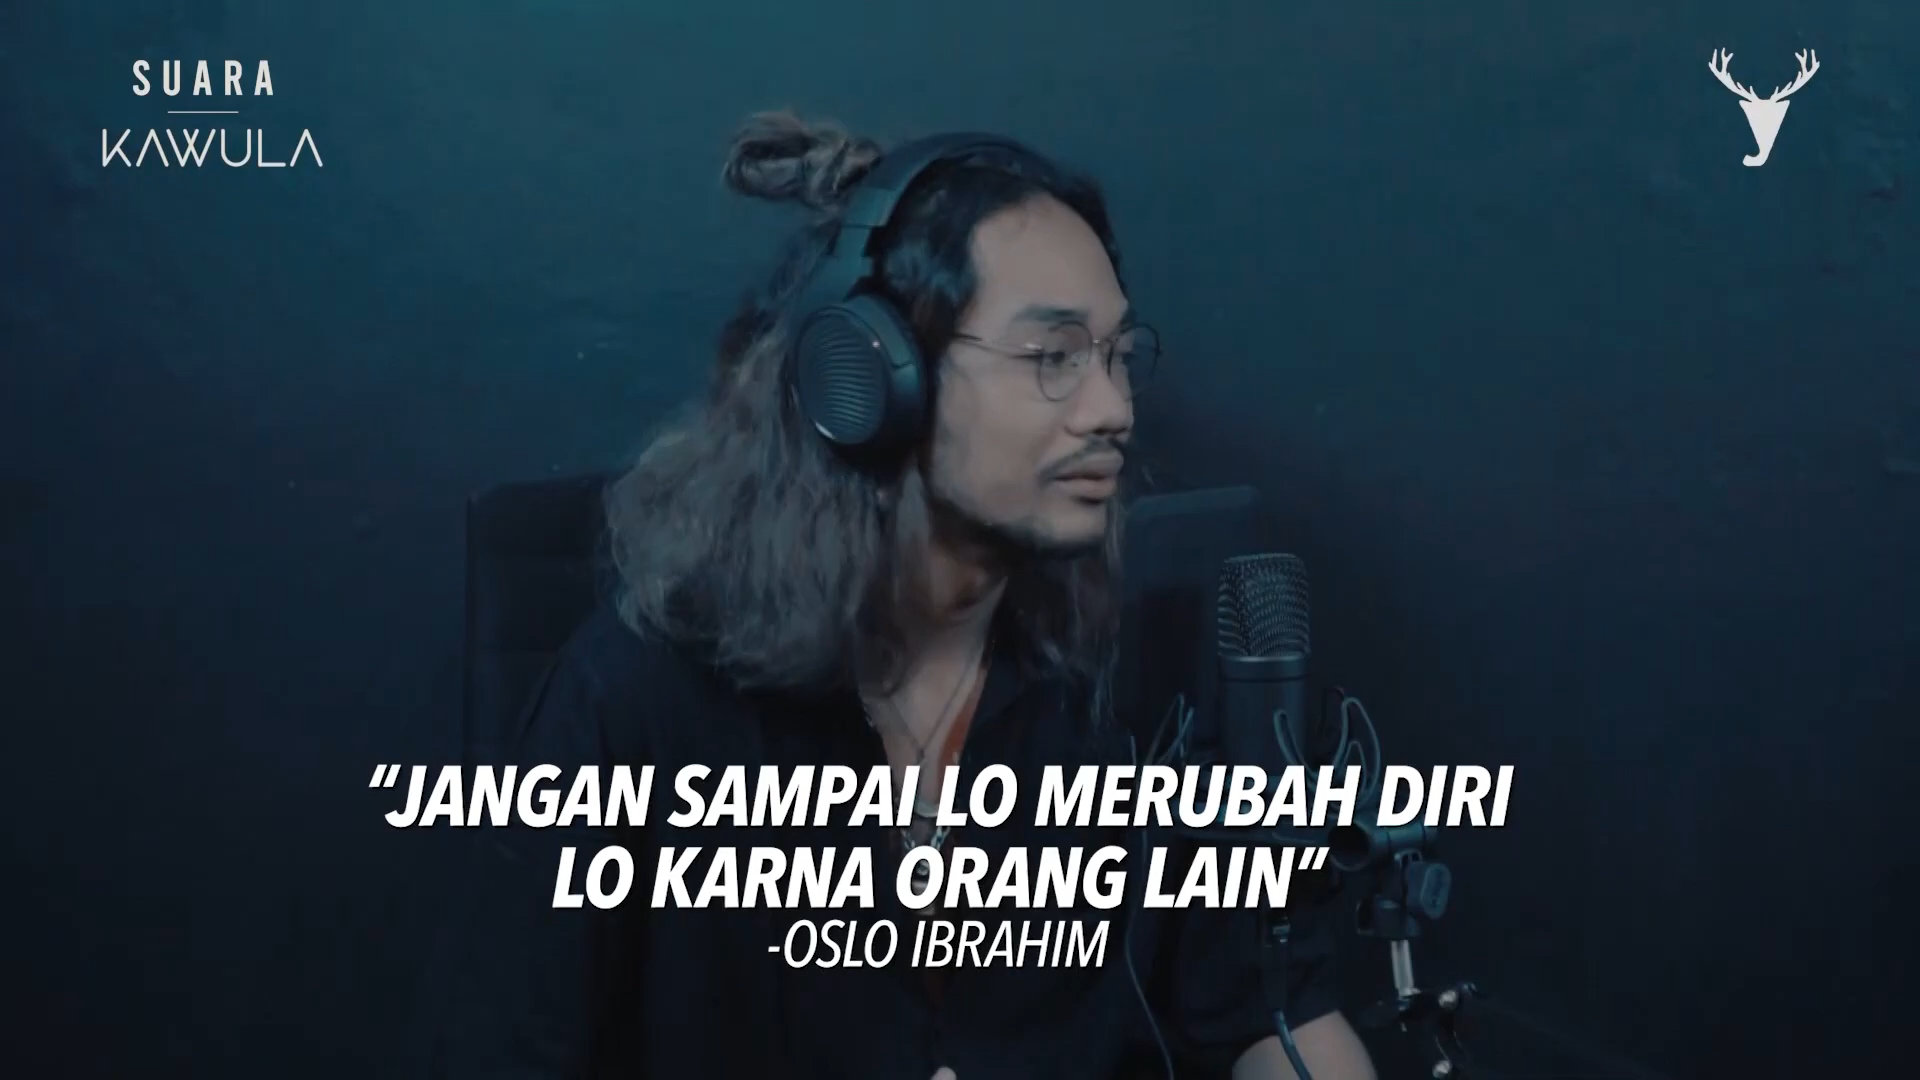 SUARA
KAWULA
“JANGAN SAMPAI LO MERUBAH DIRI
LO KARNA ORANG LAIN”
-OSLO IBRAHIM